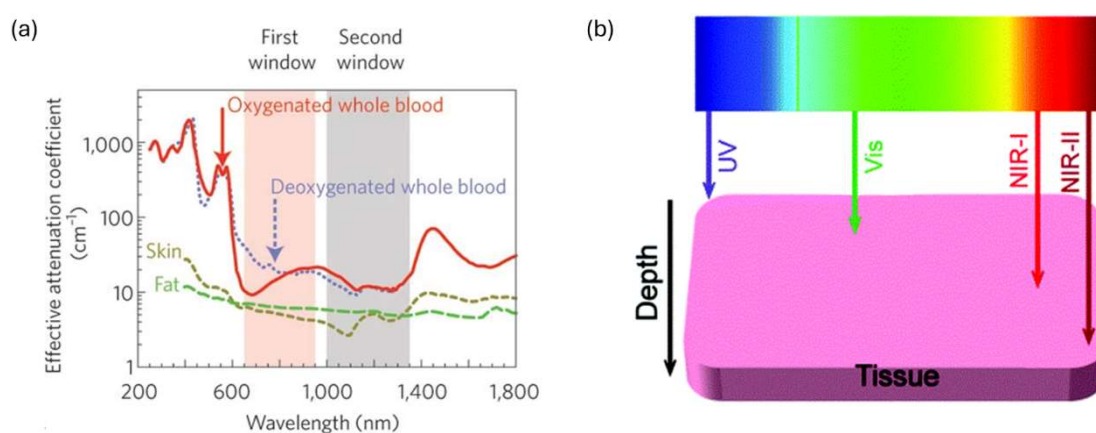 (a)
First
window
Second
window
Effective attenuation coefficient
(cm⁻¹)
1,000
100
10
1
Oxygenated whole blood
Deoxygenated whole blood
Skin
Fat
200
600
1,000
1,400
1,800
Wavelength (nm)
(b)
UV
Vis
NIR-I
NIR-II
Depth
Tissue